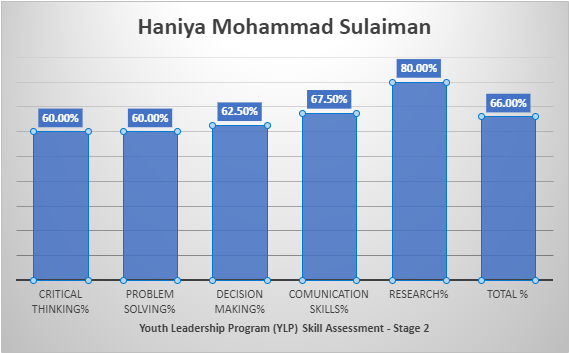 Haniya Mohammad Sulaiman
60.00%
60.00%
62.50%
67.50%
80.00%
66.00%
CRITICAL
THINKING%
PROBLEM
SOLVING%
DECISION
MAKING%
COMUNICATION
SKILLS%
RESEARCH%
TOTAL %
Youth Leadership Program (YLP) Skill Assessment - Stage 2